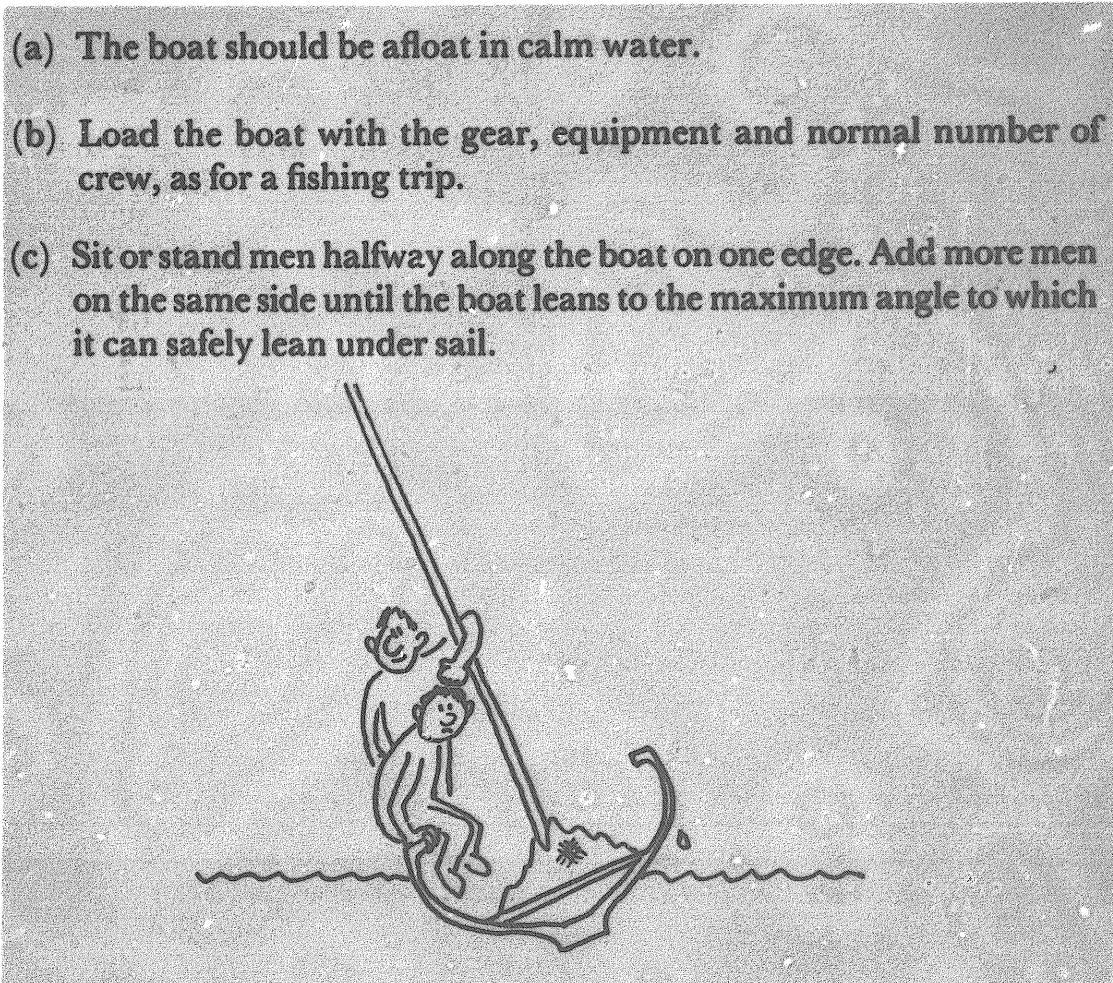 (a) The boat should be afloat in calm water.
(b) Load the boat with the gear, equipment and normal number of
crew, as for a fishing trip.
(c) Sit or stand men halfway along the boat on one edge. Add more men
on the same side until the boat leans to the maximum angle to which
it can safely lean under sail.